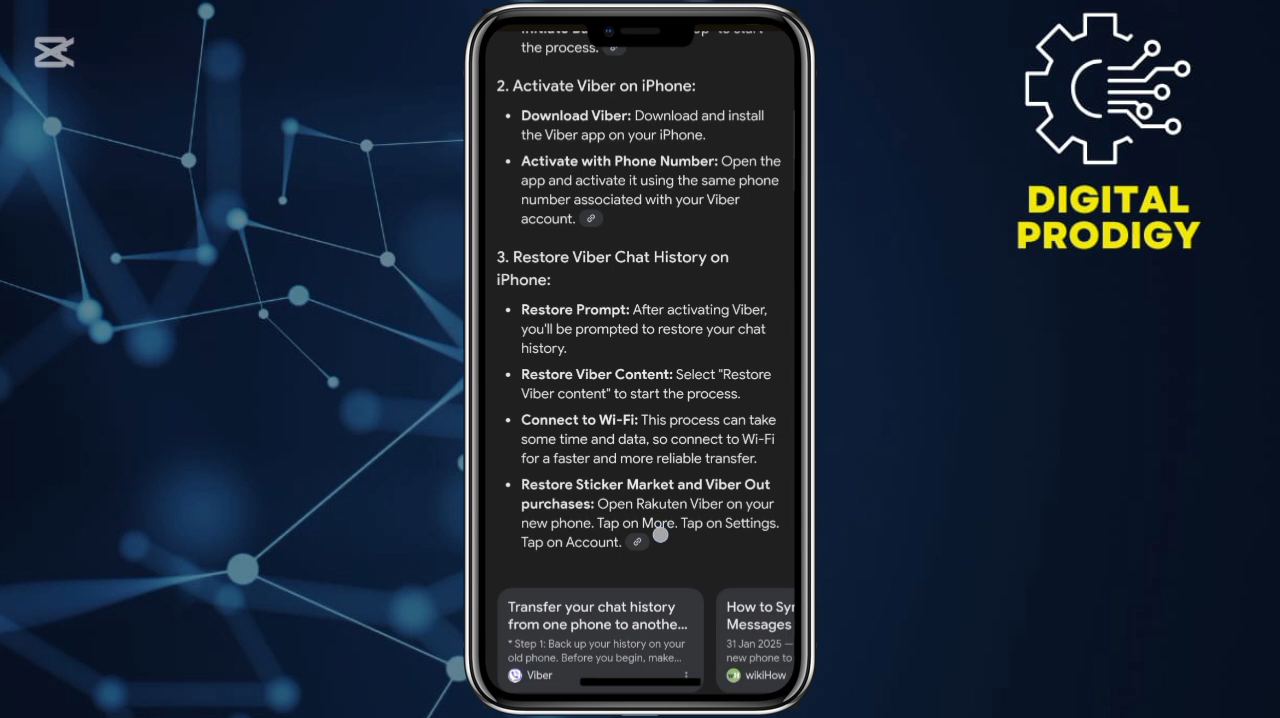 the process.
2. Activate Viber on iPhone:
• Download Viber: Download and install
the Viber app on your iPhone.
• Activate with Phone Number: Open the
app and activate it using the same phone
number associated with your Viber
account.
3. Restore Viber Chat History on
iPhone:
• Restore Prompt: After activating Viber,
you'll be prompted to restore your chat
history.
• Restore Viber Content: Select "Restore
Viber content" to start the process.
• Connect to Wi-Fi: This process can take
some time and data, so connect to Wi-Fi
for a faster and more reliable transfer.
• Restore Sticker Market and Viber Out
purchases: Open Rakuten Viber on your
new phone. Tap on More. Tap on Settings.
Tap on Account.
Transfer your chat history
from one phone to anothe...
* Step 1: Back up your history on your
old phone. Before you begin, make...
Viber
How to
Messages
31 Jan 2025 —
new phone to
wikiHow
DIGITAL
PRODIGY